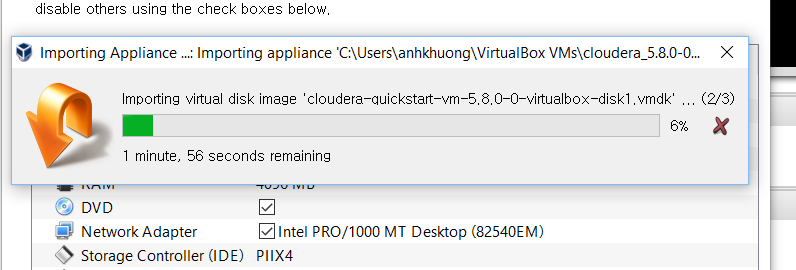 disable others using the check boxes below.
Importing Appliance ...: Importing appliance 'C:\Users\anhkhuong\VirtualBox VMs\cloudera_5.8.0-0...
Importing virtual disk image 'cloudera-quickstart-vm-5.8.0-0-virtualbox-disk1.vmdk' ... (2/3)
6%
1 minute, 56 seconds remaining
RAM 4096 MB
DVD
Network Adapter Intel PRO/1000 MT Desktop (82540EM)
Storage Controller (IDE) PIIX4